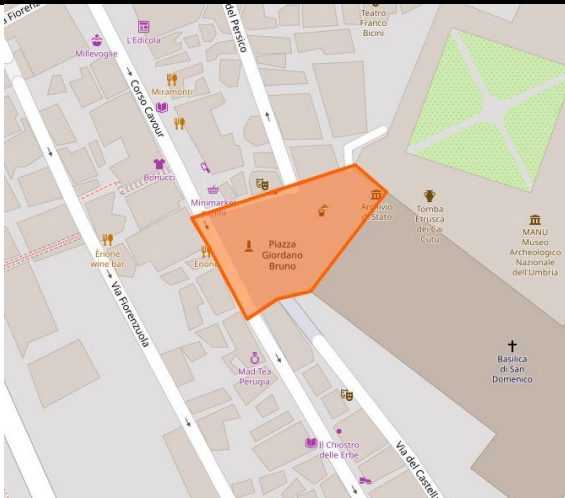 a Fiorenz
del Persico
Teatro
Franco
Bicini
L'Edicola
Millevoglie
Miramonti
Corso Cavour
Bonucci
Minimarket
Archivio
di Stato
Tomba
Etrusca
dei Cai
Cutu
MANU
Museo
Archeologico
Nazionale
dell'Umbria
Piazza
Giordano
Bruno
Enone
wine bar
Enone
Via Fiorenzuola
Basilica
di San
Domenico
Mad Tea
Perugia
Il Chiostro
delle Erbe
Via del Castell